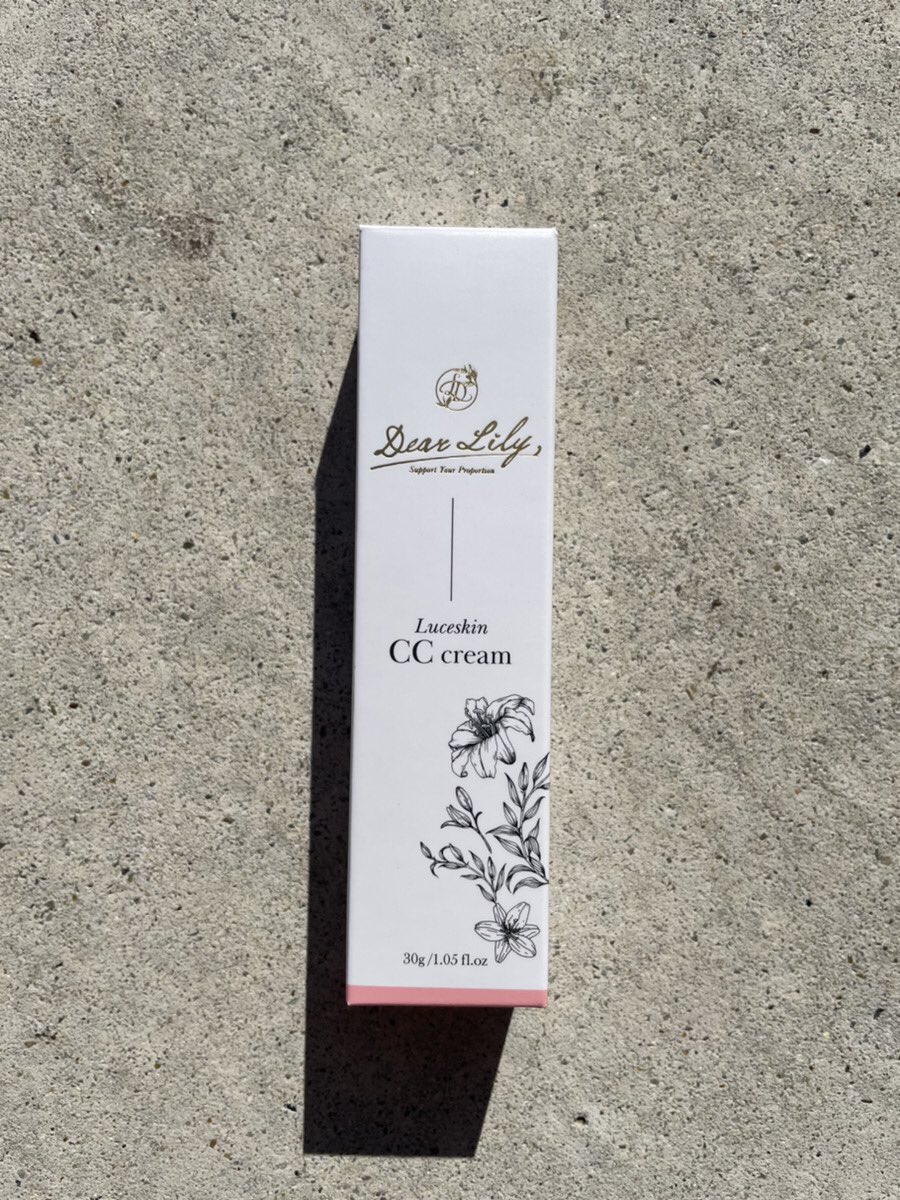 Dear Lily,
Support Your Proportion
Luceskin
CC cream
30g/1.05 fl.oz